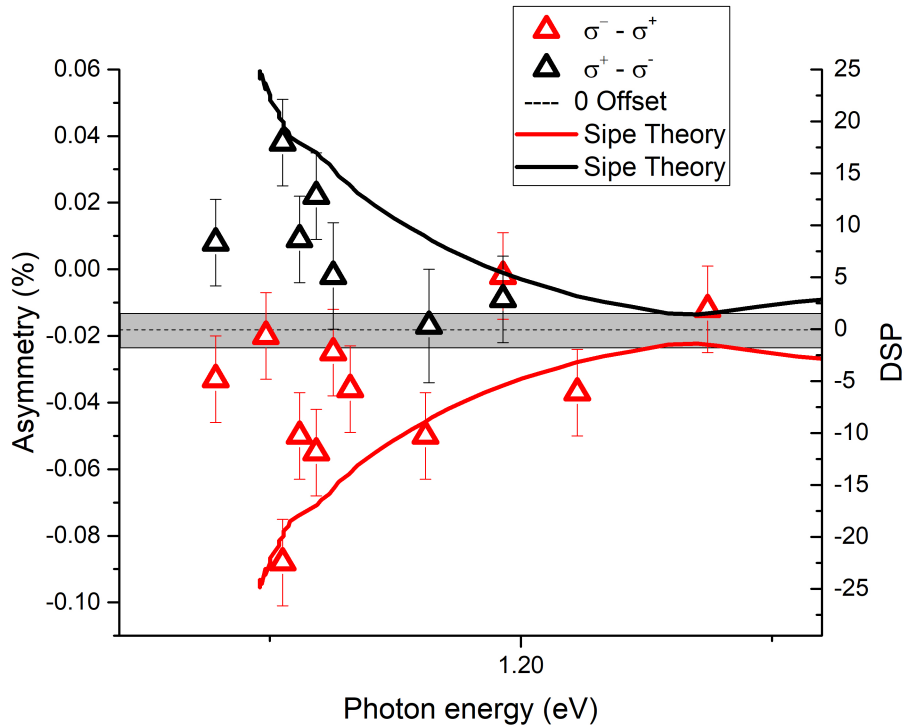 σ⁻ - σ⁺
σ⁺ - σ⁻
0 Offset
Sipe Theory
Sipe Theory
0.06
0.04
0.02
0.00
-0.02
-0.04
-0.06
-0.08
-0.10
Asymmetry (%)
25
20
15
10
5
0
-5
-10
-15
-20
-25
DSP
1.20
Photon energy (eV)